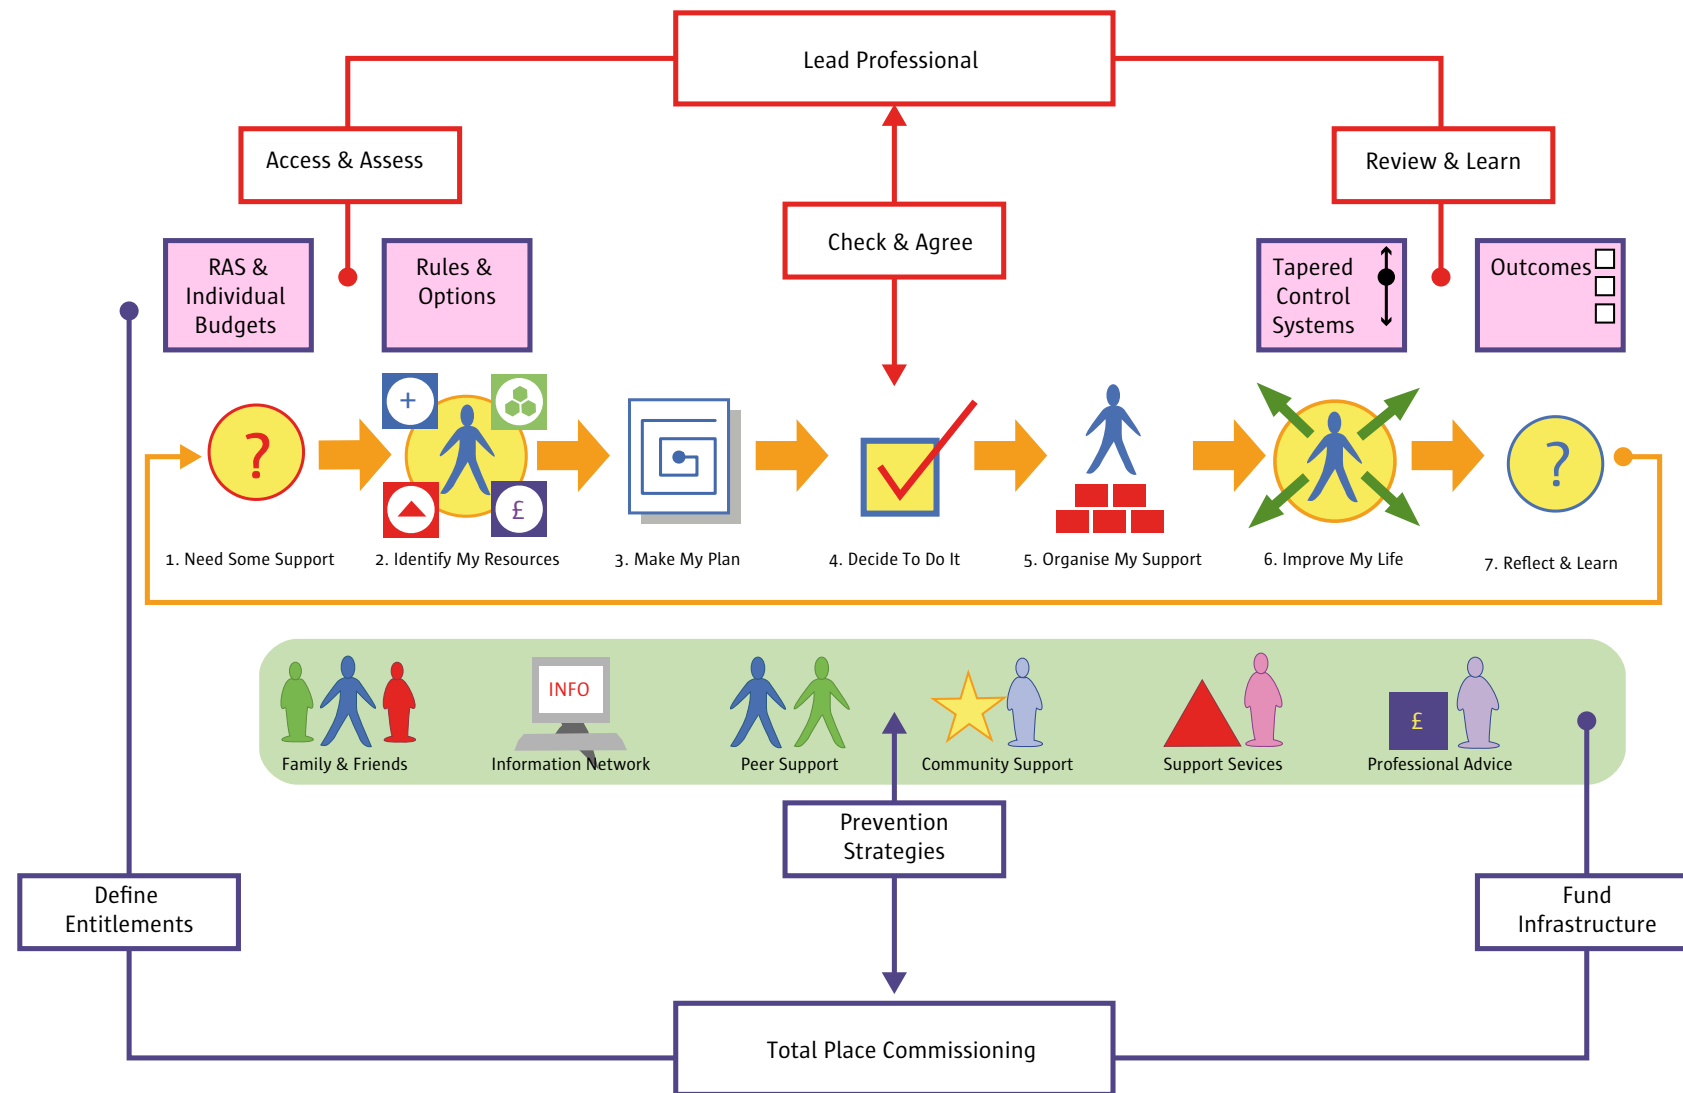 Lead Professional
Access & Assess
Review & Learn
Check & Agree
RAS &
Individual
Budgets
Rules &
Options
Tapered
Control
Systems
Outcomes
?
+
£
?
1. Need Some Support
2. Identify My Resources
3. Make My Plan
4. Decide To Do It
5. Organise My Support
6. Improve My Life
7. Reflect & Learn
INFO
£
Family & Friends
Information Network
Peer Support
Community Support
Support Sevices
Professional Advice
Prevention
Strategies
Define
Entitlements
Fund
Infrastructure
Total Place Commissioning